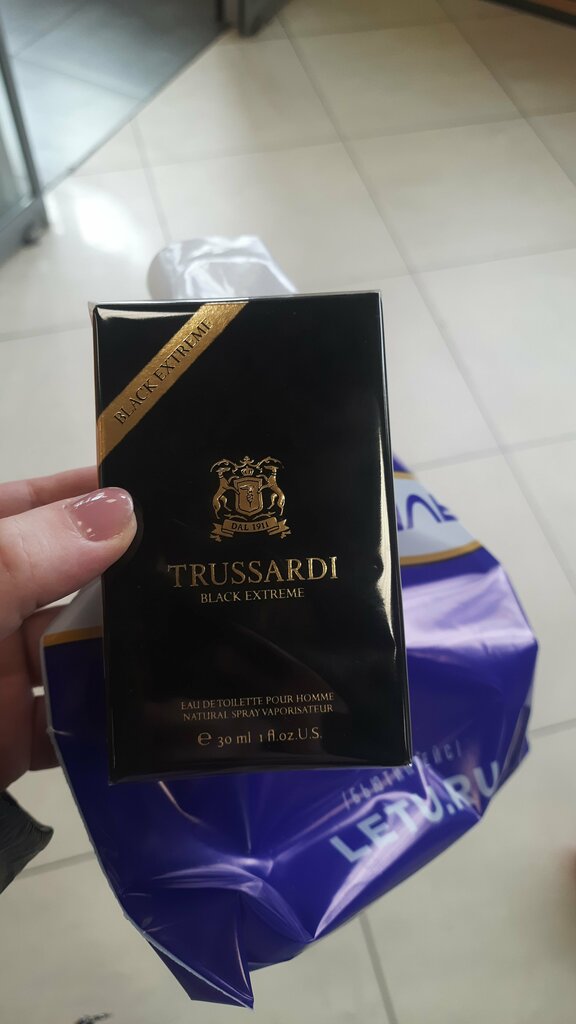 BLACK EXTREME
DAL 1911
TRUSSARDI
BLACK EXTREME
EAU DE TOILETTE POUR HOMME
NATURAL SPRAY VAPORISATEUR
e 30 ml 1 fl.oz.U.S.
LETU.RU